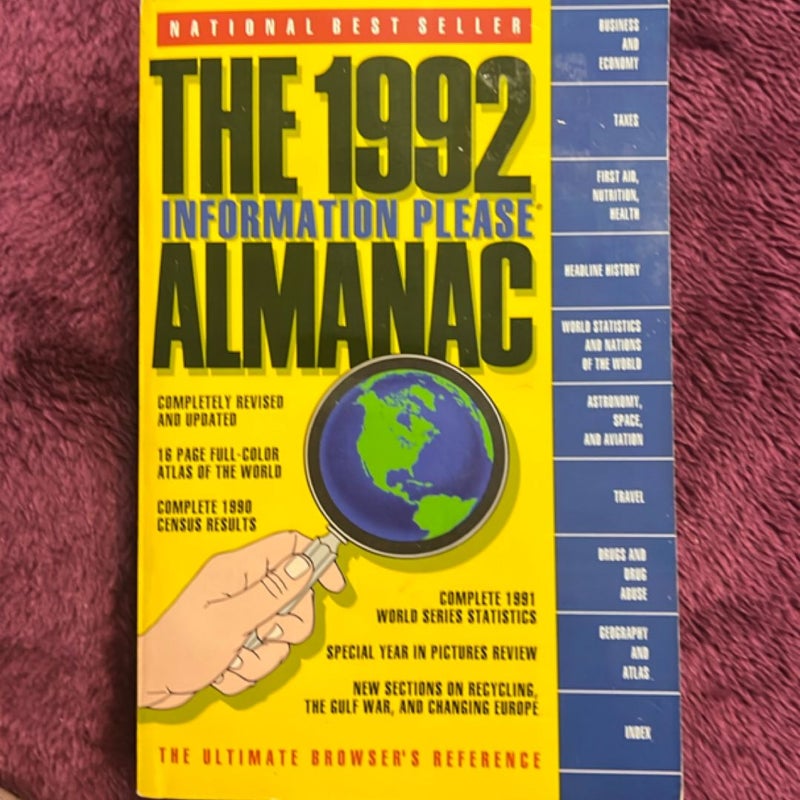 NATIONAL BEST SELLER
THE 1992
INFORMATION PLEASE®
ALMANAC
COMPLETELY REVISED
AND UPDATED
16 PAGE FULL-COLOR
ATLAS OF THE WORLD
COMPLETE 1990
CENSUS RESULTS
COMPLETE 1991
WORLD SERIES STATISTICS
SPECIAL YEAR IN PICTURES REVIEW
NEW SECTIONS ON RECYCLING,
THE GULF WAR, AND CHANGING EUROPE
THE ULTIMATE BROWSER'S REFERENCE
BUSINESS
AND
ECONOMY
TAXES
FIRST AID,
NUTRITION,
HEALTH
HEADLINE HISTORY
WORLD STATISTICS
AND NATIONS
OF THE WORLD
ASTRONOMY,
SPACE,
AND AVIATION
TRAVEL
DRUGS AND
DRUG
ABUSE
GEOGRAPHY
AND
ATLAS
INDEX